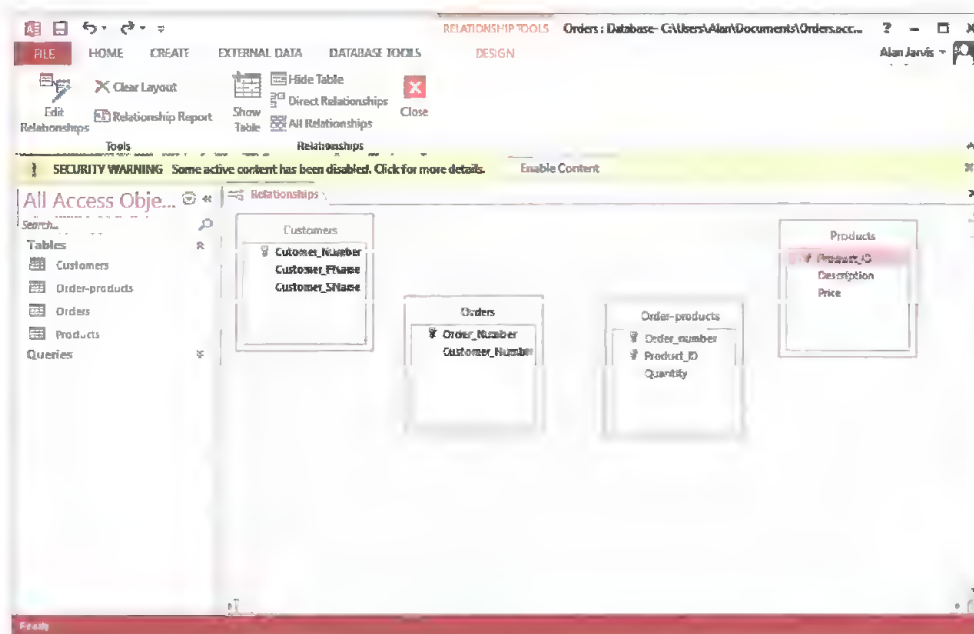 RELATIONSHIP TOOLS Orders : Database- C:\Users\Alan\Documents\Orders.acc... ?
FILE HOME CREATE EXTERNAL DATA DATABASE TOOLS DESIGN Alan Jarvis
Edit Relationships
Clear Layout
Relationship Report
Tools
Show Table
Hide Table
Direct Relationships
All Relationships
Relationships
Close
SECURITY WARNING Some active content has been disabled. Click for more details. Enable Content
All Access Obje...
Search...
Tables
Customers
Order-products
Orders
Products
Queries
Relationships
Customers
Cutomer_Number
Customer_FName
Customer_SName
Orders
Order_Number
Customer_Number
Order-products
Order_number
Product_ID
Quantity
Products
Product_ID
Description
Price
Ready